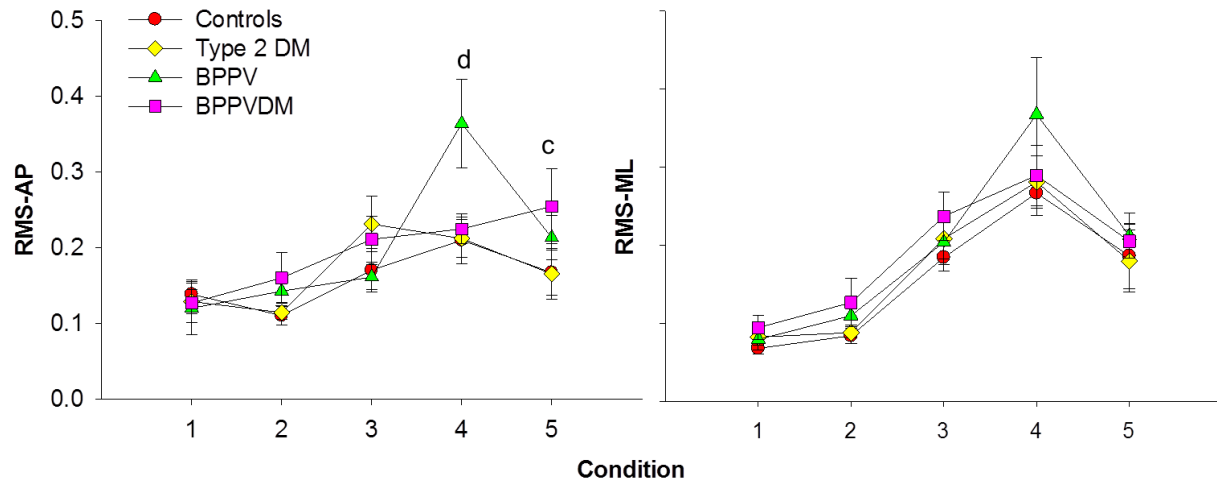 0.5
0.4
0.3
0.2
0.1
0.0
RMS-AP
Controls
Type 2 DM
BPPV
BPPVDM
d
c
1 2 3 4 5
RMS-ML
1 2 3 4 5
Condition